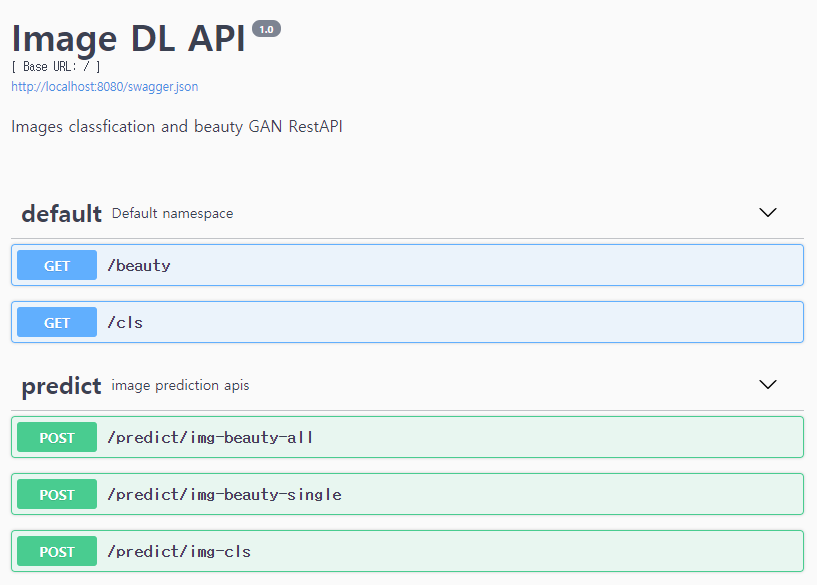 Image DL API 1.0
[ Base URL: / ]
http://localhost:8080/swagger.json
Images classfication and beauty GAN RestAPI
default Default namespace
GET /beauty
GET /cls
predict image prediction apis
POST /predict/img-beauty-all
POST /predict/img-beauty-single
POST /predict/img-cls